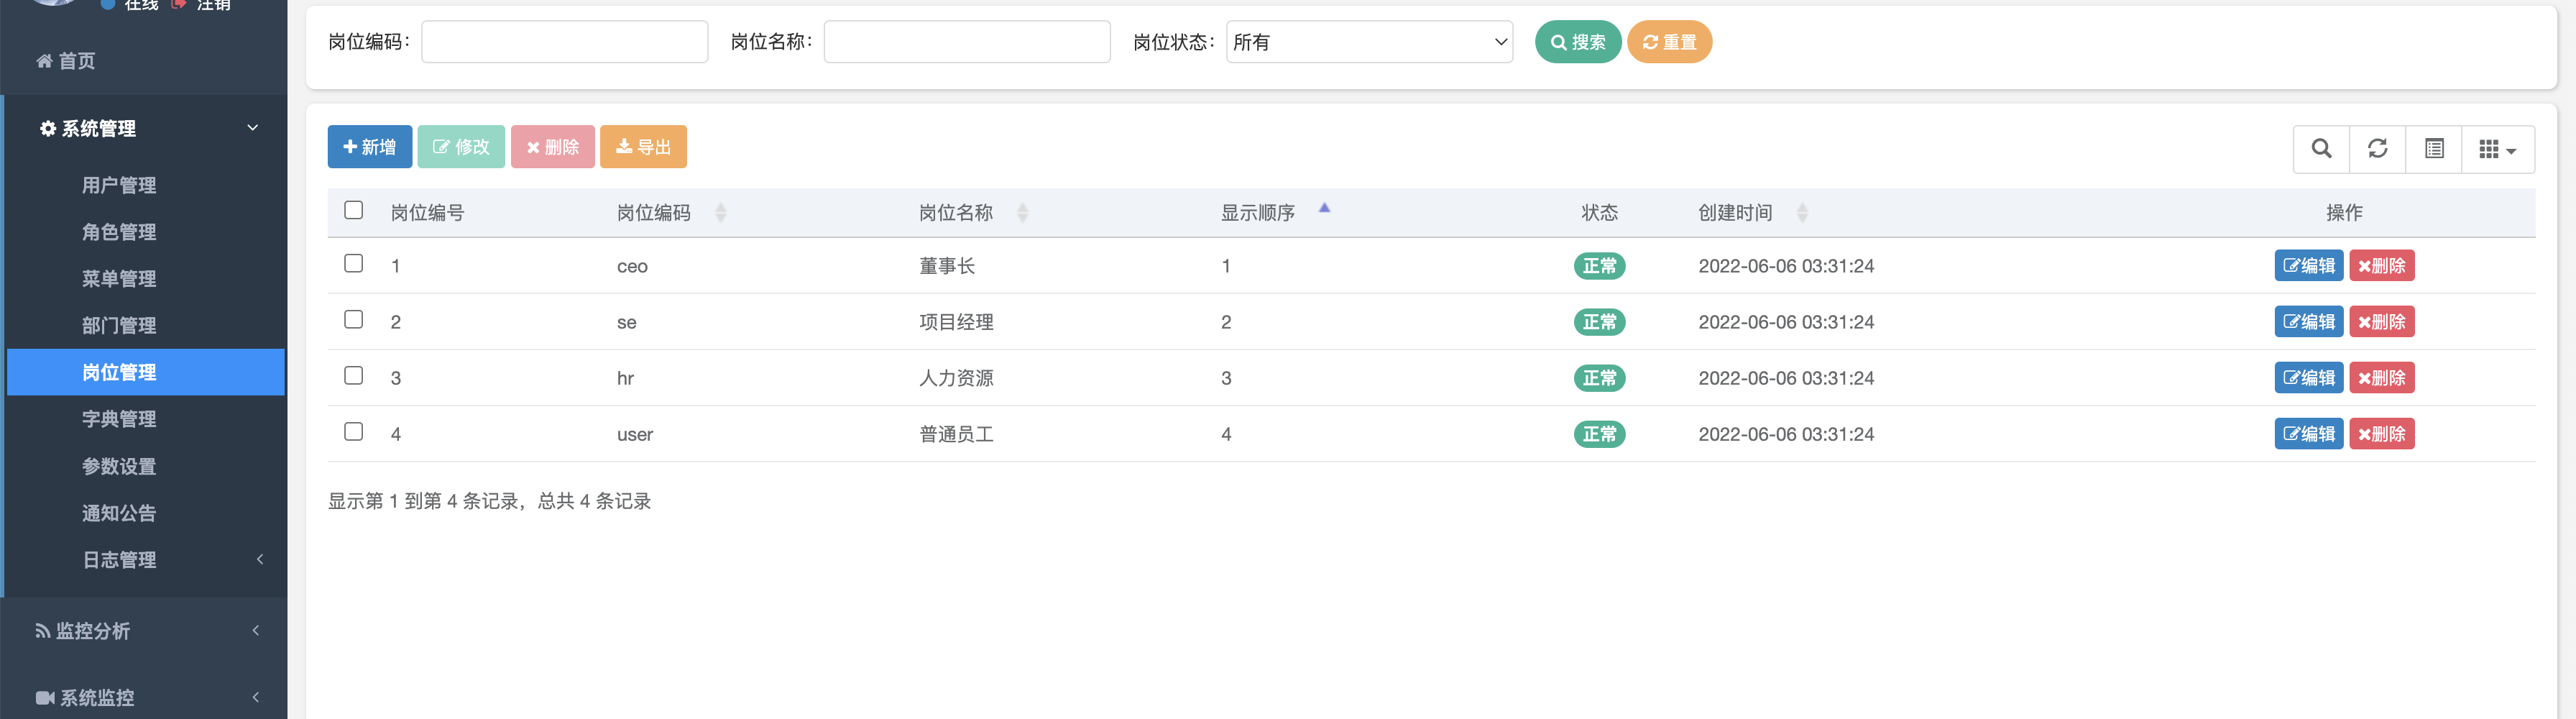 在线 注销
首页
系统管理
用户管理
角色管理
菜单管理
部门管理
岗位管理
字典管理
参数设置
通知公告
日志管理
监控分析
系统监控
岗位编码： 岗位名称： 岗位状态： 所有 搜索 重置
新增 修改 删除 导出
岗位编号 岗位编码 岗位名称 显示顺序 状态 创建时间 操作
1 ceo 董事长 1 正常 2022-06-06 03:31:24 编辑 删除
2 se 项目经理 2 正常 2022-06-06 03:31:24 编辑 删除
3 hr 人力资源 3 正常 2022-06-06 03:31:24 编辑 删除
4 user 普通员工 4 正常 2022-06-06 03:31:24 编辑 删除
显示第 1 到第 4 条记录，总共 4 条记录